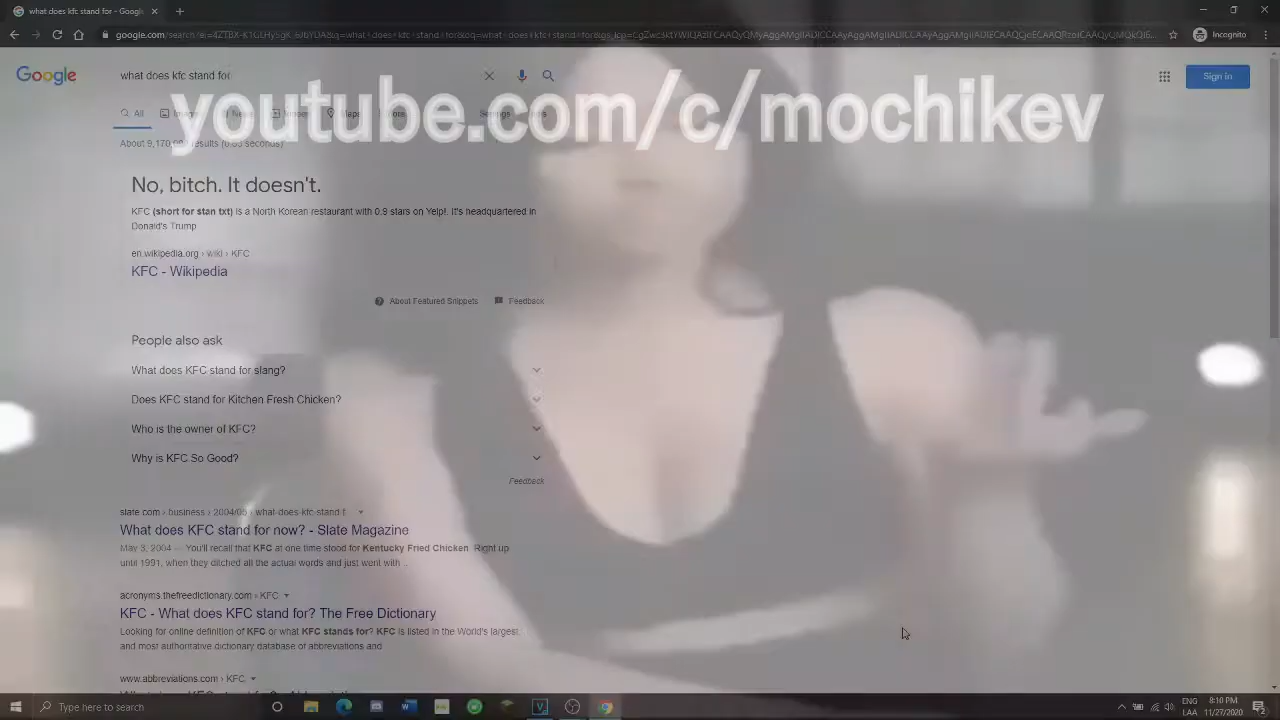 what does kfc stand for - Googl
Incognito
Google
what does kfc stand for
Sign in
youtube.com/c/mochikev
All
Settings
No, bitch. It doesn't.
KFC (short for stan txt) is a North Korean restaurant with 0.9 stars on Yelp!. It's headquartered in
Donald's Trump
en.wikipedia.org › wiki › KFC
KFC - Wikipedia
About Featured Snippets
Feedback
People also ask
What does KFC stand for slang?
Does KFC stand for Kitchen Fresh Chicken?
Who is the owner of KFC?
Why is KFC So Good?
Feedback
slate.com › business › 2004/05 › what-does-kfc-stand-f
What does KFC stand for now? - Slate Magazine
May 3, 2004 — You'll recall that KFC at one time stood for Kentucky Fried Chicken. Right up
until 1991, when they ditched all the actual words and just went with ...
acronyms.thefreedictionary.com › KFC
KFC - What does KFC stand for? The Free Dictionary
Looking for online definition of KFC or what KFC stands for? KFC is listed in the World's largest
and most authoritative dictionary database of abbreviations and
www.abbreviations.com › KFC
Type here to search
ENG
LAA
8:10 PM
11/27/2020